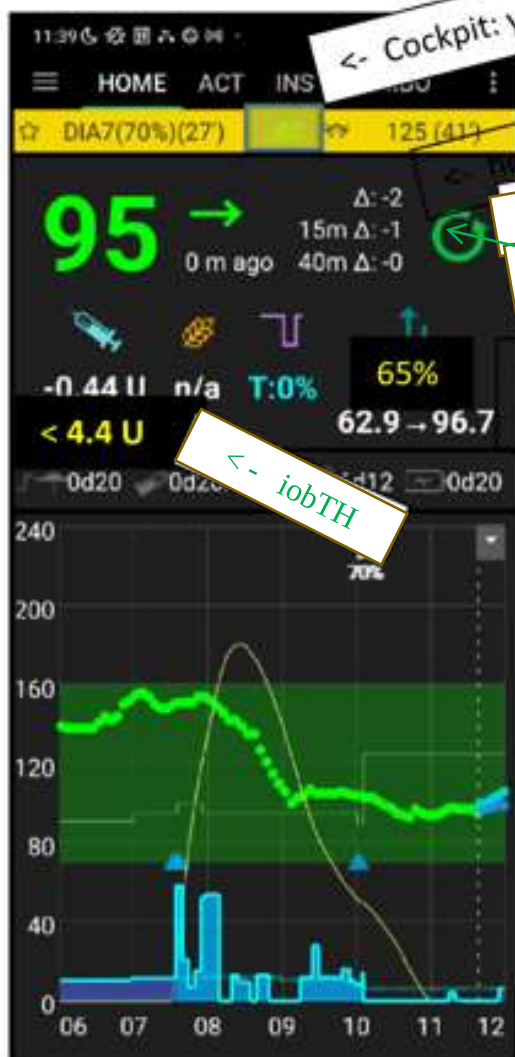 11:39
<- Cockpit:
HOME ACT INS
DIA7(70%)(27') 125 (41')
95
Δ: -2
15m Δ: -1
0 m ago 40m Δ: -0
-0.44 U n/a T:0% 65%
< 4.4 U 62.9→96.7
<- iobTH
0d20 0d20 d12 0d20
240
70%
200
160
120
80
40
0
06 07 08 09 10 11 12